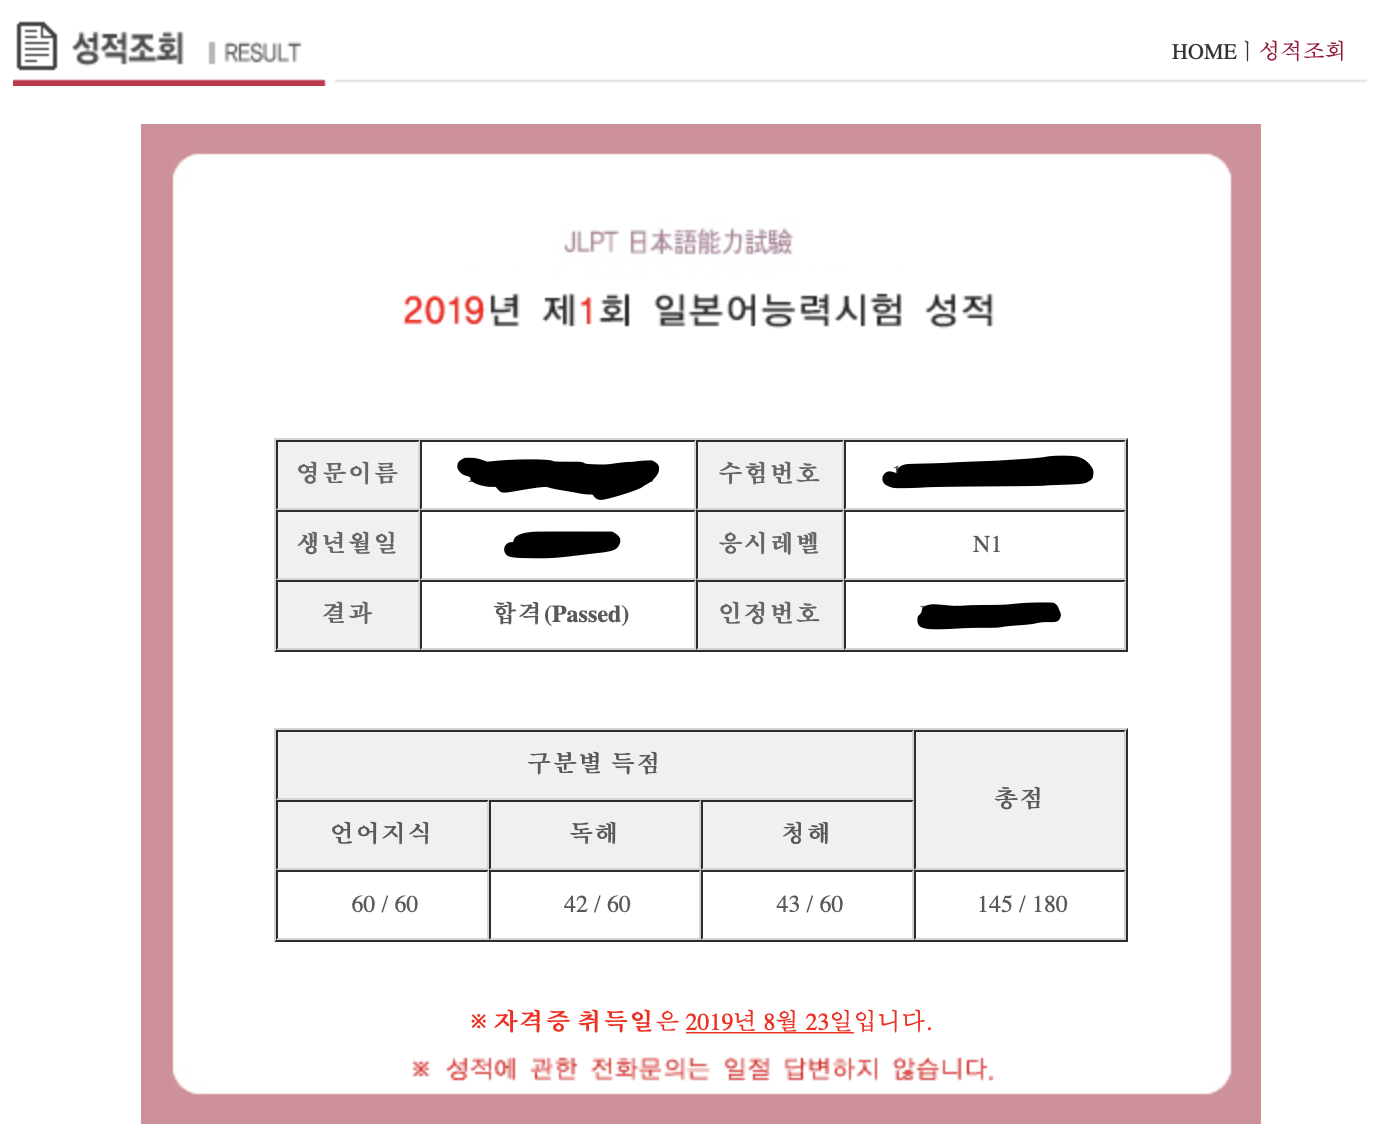 성적조회 | RESULT
HOME | 성적조회
JLPT 日本語能力試驗
2019년 제1회 일본어능력시험 성적
영문이름 수험번호
생년월일 응시레벨 N1
결과 합격(Passed) 인정번호
구분별 득점 총점
언어지식 독해 청해
60 / 60 42 / 60 43 / 60 145 / 180
※ 자격증 취득일은 2019년 8월 23일입니다.
※ 성적에 관한 전화문의는 일절 답변하지 않습니다.